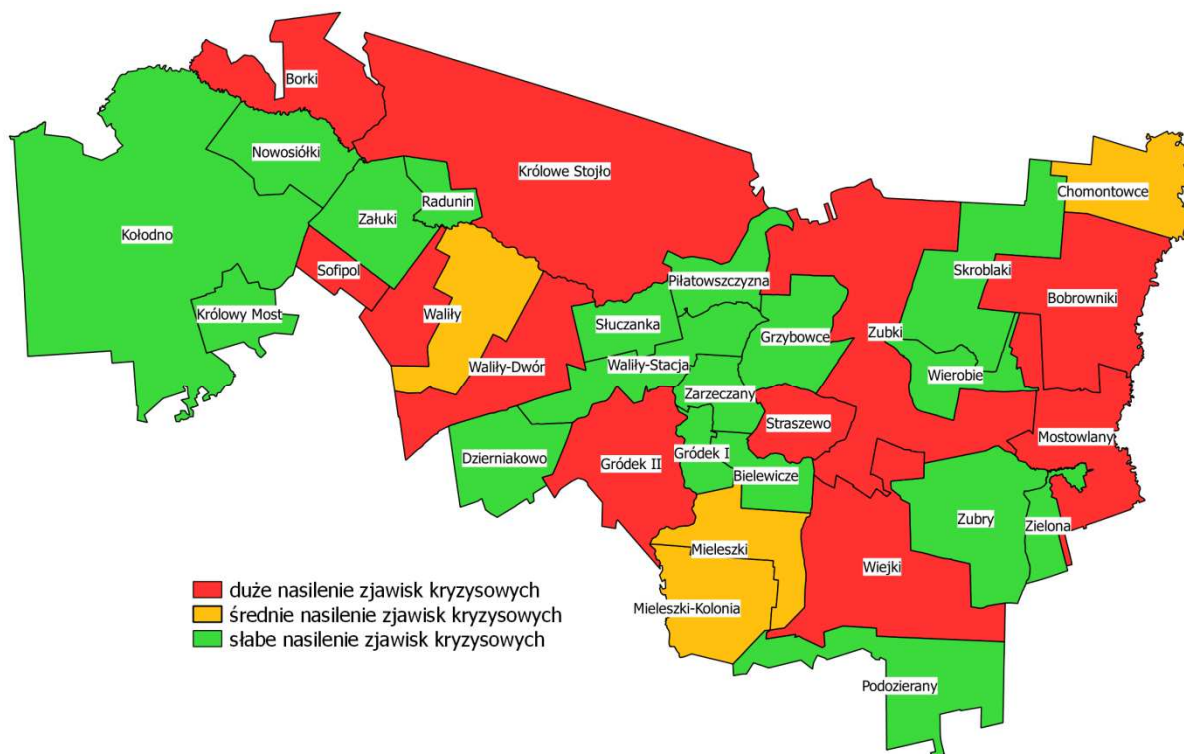 Borki
Nowosiółki
Królowe Stojło
Chomontowce
Radunin
Załuki
Kołodno
Skroblaki
Sofipol
Piłatowszczyzna
Bobrowniki
Królowy Most
Waliły
Słuczanka
Zubki
Grzybowce
Waliły-Dwór
Waliły-Stacja
Wierobie
Zarzeczany
Straszewo
Mostowlany
Dzierniakowo
Gródek II
Gródek I
Bielewicze
Zubry
Zielona
Mieleszki
Wiejki
duże nasilenie zjawisk kryzysowych
średnie nasilenie zjawisk kryzysowych
Mieleszki-Kolonia
słabe nasilenie zjawisk kryzysowych
Podozierany